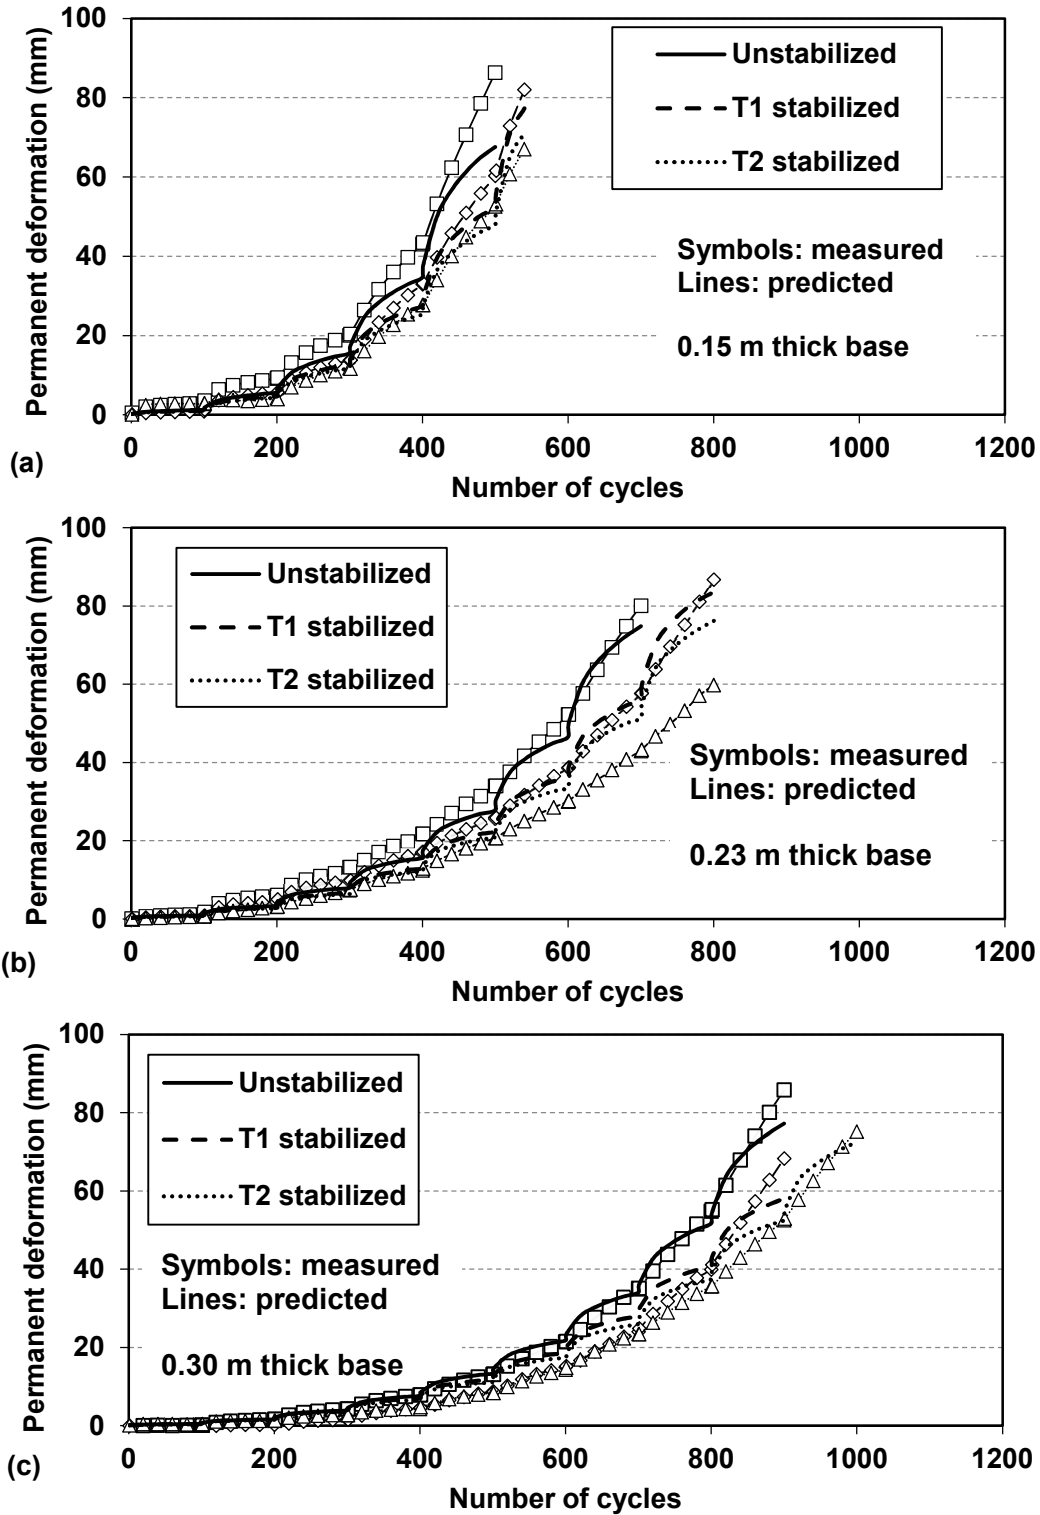 Permanent deformation (mm)
100
80
60
40
20
0
Unstabilized
T1 stabilized
T2 stabilized
Symbols: measured
Lines: predicted
0.15 m thick base
0 200 400 600 800 1000 1200
(a)
Number of cycles
Permanent deformation (mm)
100
80
60
40
20
0
Unstabilized
T1 stabilized
T2 stabilized
Symbols: measured
Lines: predicted
0.23 m thick base
0 200 400 600 800 1000 1200
(b)
Number of cycles
Permanent deformation (mm)
100
80
60
40
20
0
Unstabilized
T1 stabilized
T2 stabilized
Symbols: measured
Lines: predicted
0.30 m thick base
0 200 400 600 800 1000 1200
(c)
Number of cycles